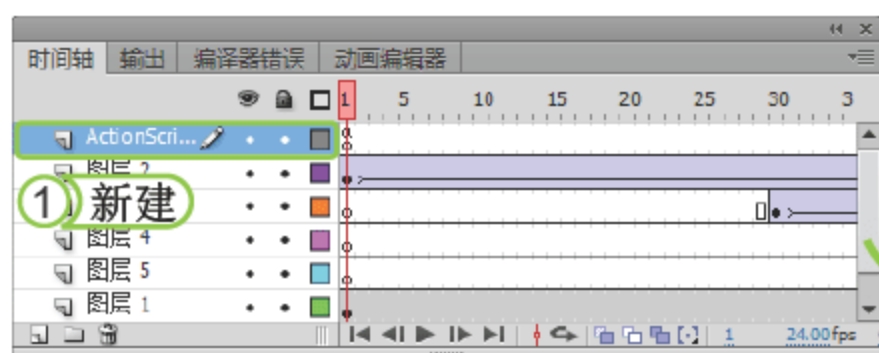 时间轴 输出 编译器错误 动画编辑器
1 5 10 15 20 25 30 3
ActionScri...
图层 2
① 新建
图层 4
图层 5
图层 1
1 24.00fps